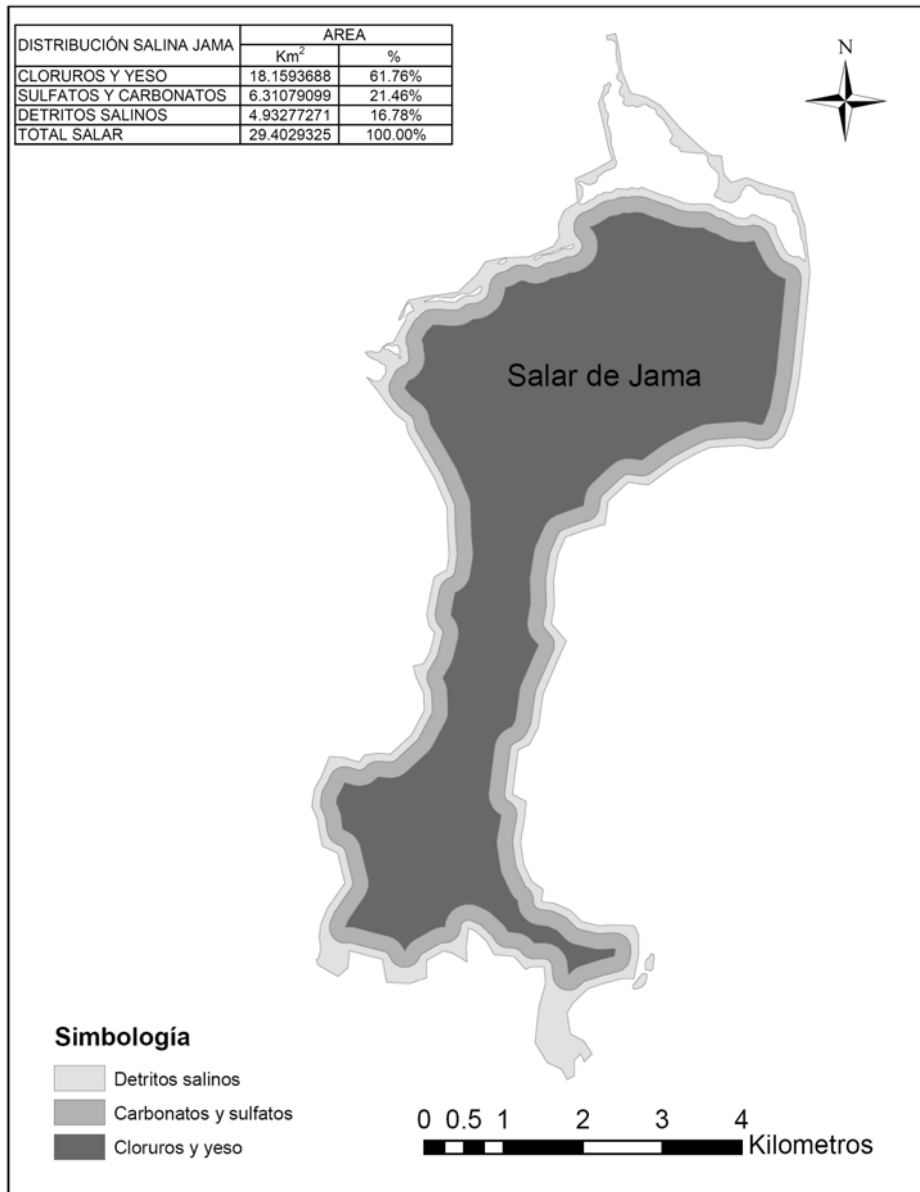 DISTRIBUCIÓN SALINA JAMA AREA
Km² %
CLORUROS Y YESO 18.1593688 61.76%
SULFATOS Y CARBONATOS 6.31079099 21.46%
DETRITOS SALINOS 4.93277271 16.78%
TOTAL SALAR 29.4029325 100.00%
N
Salar de Jama
Simbología
Detritos salinos
Carbonatos y sulfatos
Cloruros y yeso
0 0.5 1 2 3 4
Kilometros